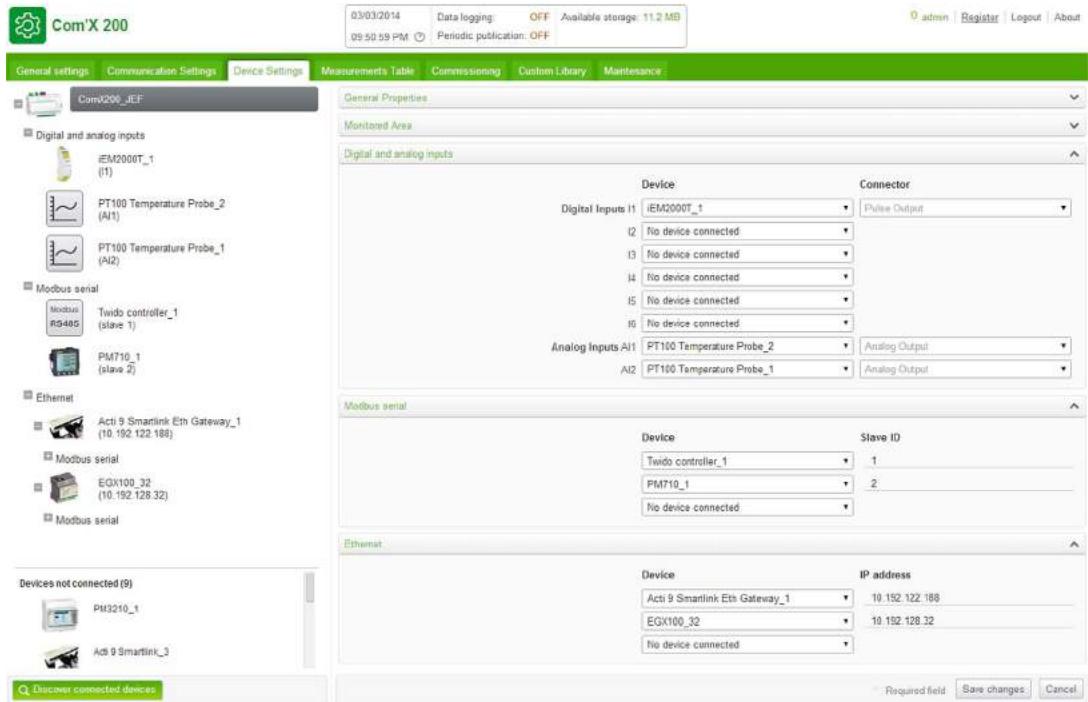 Com'X 200
03/03/2014 Data logging: OFF Available storage: 11.2 MB
09:50:59 PM Periodic publication: OFF
admin Register Logout About
General settings Communication Settings Device Settings Measurements Table Commissioning Custom Library Maintenance
ComX200_JEF
Digital and analog inputs
iEM2000T_1
(I1)
PT100 Temperature Probe_2
(AI1)
PT100 Temperature Probe_1
(AI2)
Modbus serial
Modbus
RS485
Twido controller_1
(slave 1)
PM710_1
(slave 2)
Ethernet
Acti 9 Smartlink Eth Gateway_1
(10.192.122.188)
Modbus serial
EGX100_32
(10.192.128.32)
Modbus serial
Devices not connected (9)
PM3210_1
Acti 9 Smartlink_3
Discover connected devices
General Properties
Monitored Area
Digital and analog inputs
Device Connector
Digital Inputs I1 iEM2000T_1 Pulse Output
I2 No device connected
I3 No device connected
I4 No device connected
I5 No device connected
I6 No device connected
Analog Inputs AI1 PT100 Temperature Probe_2 Analog Output
AI2 PT100 Temperature Probe_1 Analog Output
Modbus serial
Device Slave ID
Twido controller_1 1
PM710_1 2
No device connected
Ethernet
Device IP address
Acti 9 Smartlink Eth Gateway_1 10.192.122.188
EGX100_32 10.192.128.32
No device connected
Required field Save changes Cancel